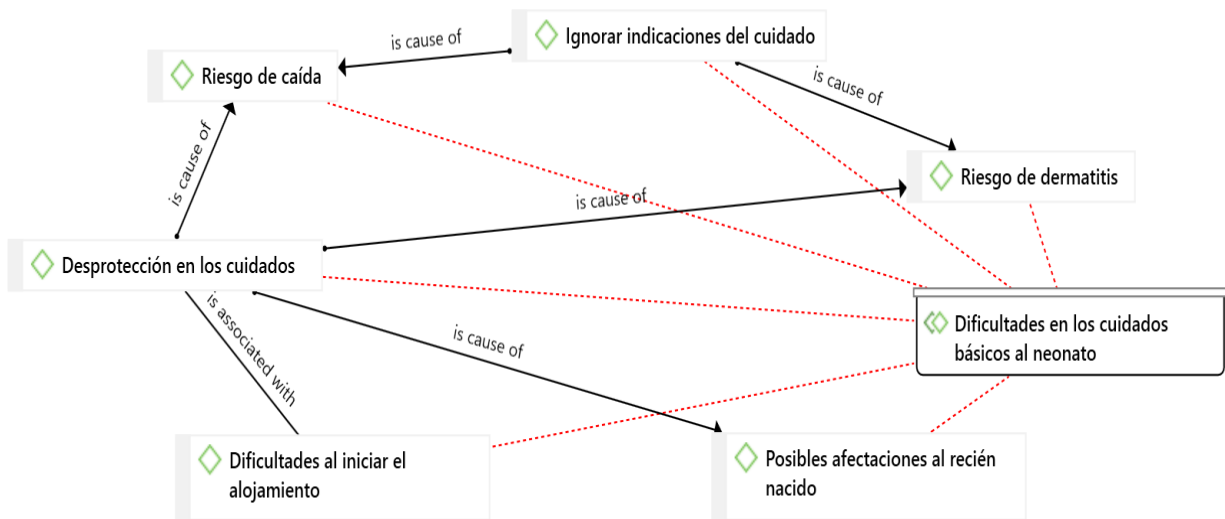 Ignorar indicaciones del cuidado
is cause of
Riesgo de caída
is cause of
is cause of
Riesgo de dermatitis
is cause of
Desprotección en los cuidados
is associated with
is cause of
Dificultades en los cuidados
básicos al neonato
Dificultades al iniciar el
alojamiento
Posibles afectaciones al recién
nacido